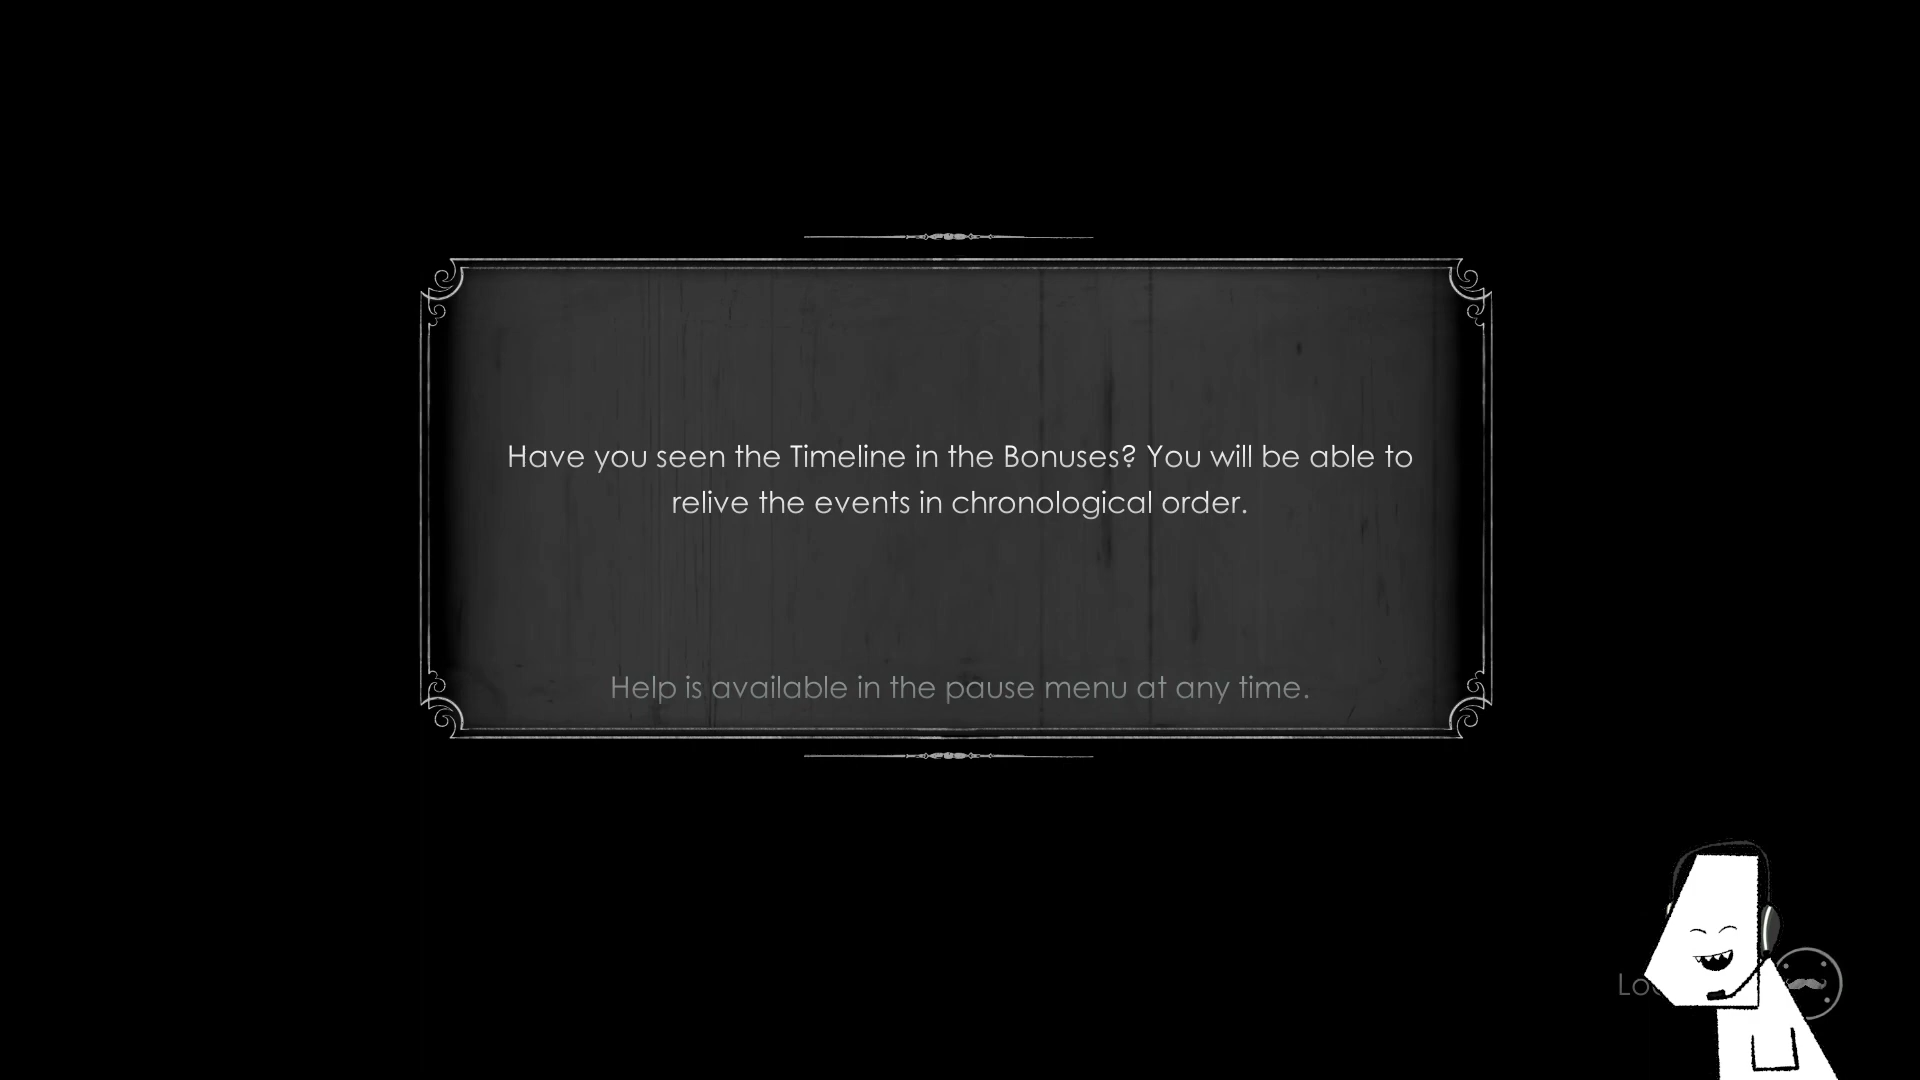 Have you seen the Timeline in the Bonuses? You will be able to
relive the events in chronological order.
Help is available in the pause menu at any time.